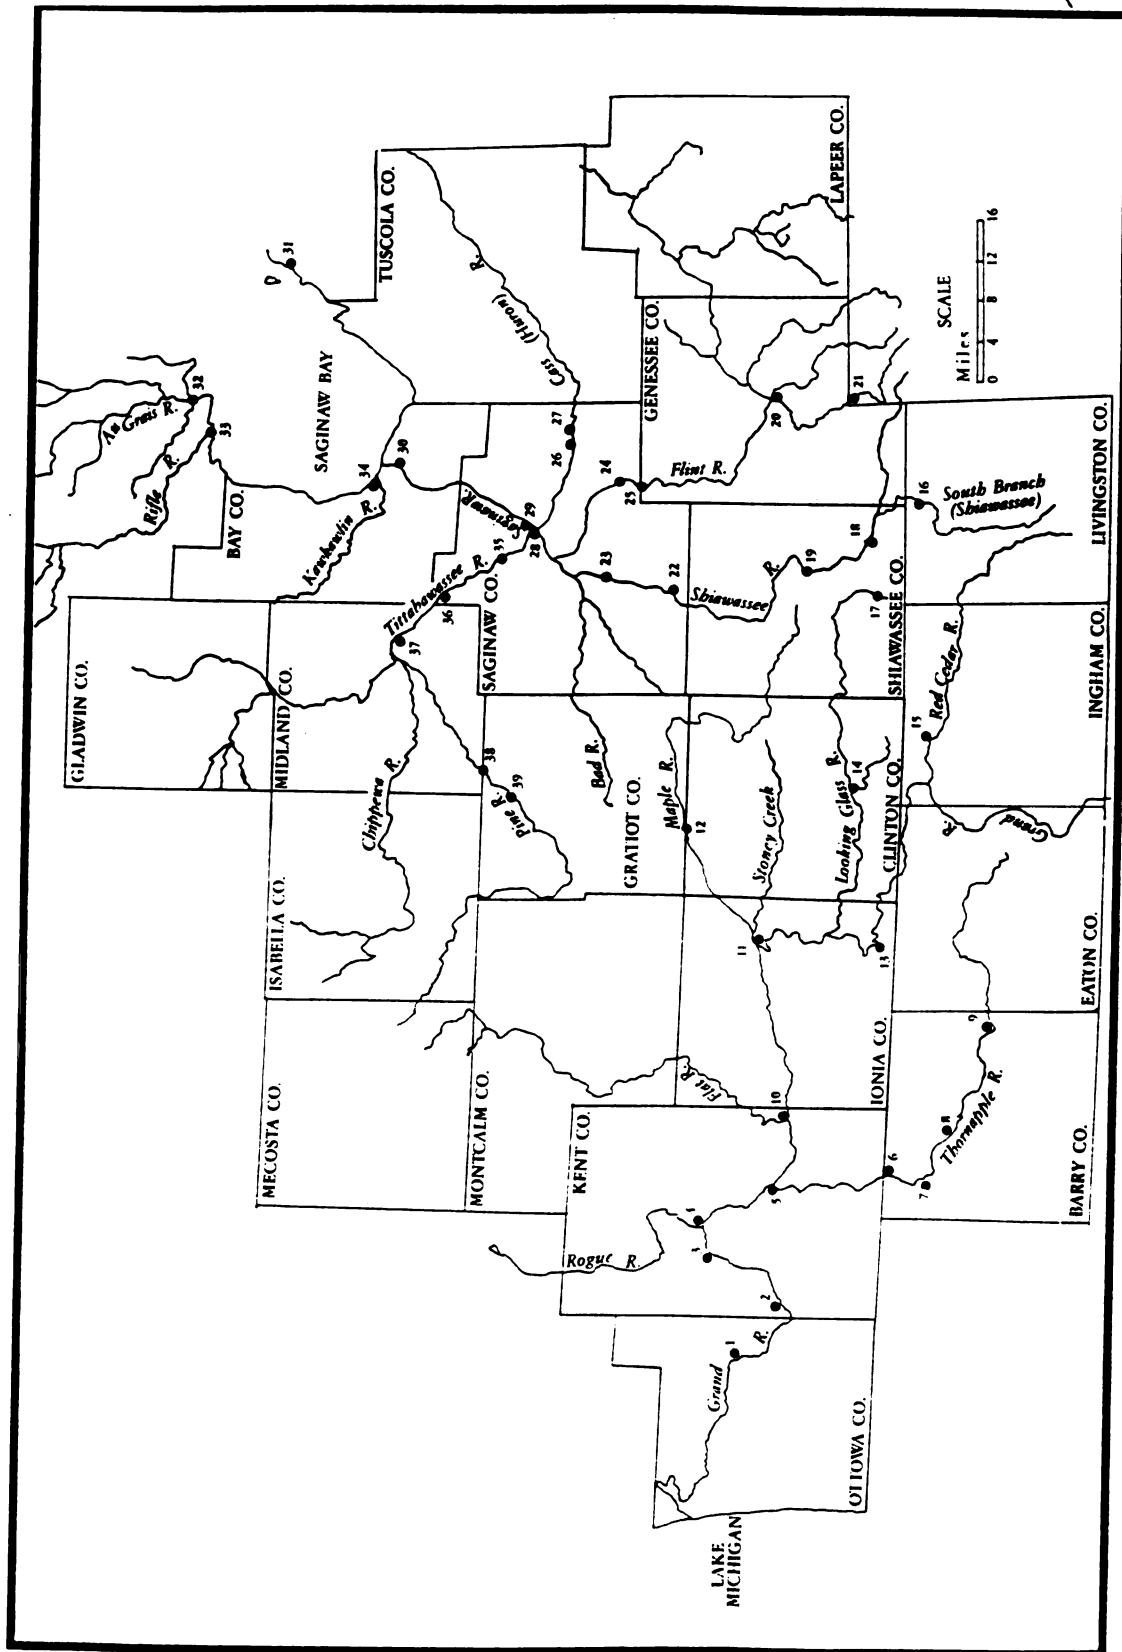 MECOSTA CO.
ISABELLA CO.
GLADWIN CO.
MIDLAND CO.
BAY CO.
SAGINAW BAY
TUSCOLA CO.
Au Grais R.
Rifle R.
Kawkawlin R.
32
33
34
30
31
Tittabawassee R.
35
36
37
Chippewa R.
38
39
Pine R.
MONTCALM CO.
GRATIOT CO.
Bad R.
SAGINAW CO.
Saginaw R.
28
29
26
27
Cass (Huron) R.
24
25
23
22
KENT CO.
Rogue R.
Flat R.
Maple R.
12
Shiawassee R.
Flint R.
GENESSEE CO.
LAPEER CO.
20
21
LAKE
MICHIGAN
Grand R.
OTTOWA CO.
1
2
3
4
5
6
10
11
Stoney Creek
Looking Glass R.
14
13
IONIA CO.
CLINTON CO.
SHIAWASSEE CO.
17
18
19
16
South Branch
(Shiawassee)
7
8
9
Thornapple R.
BARRY CO.
EATON CO.
Grand R.
15
Red Cedar R.
INGHAM CO.
LIVINGSTON CO.
SCALE
Miles
0 4 8 12 16